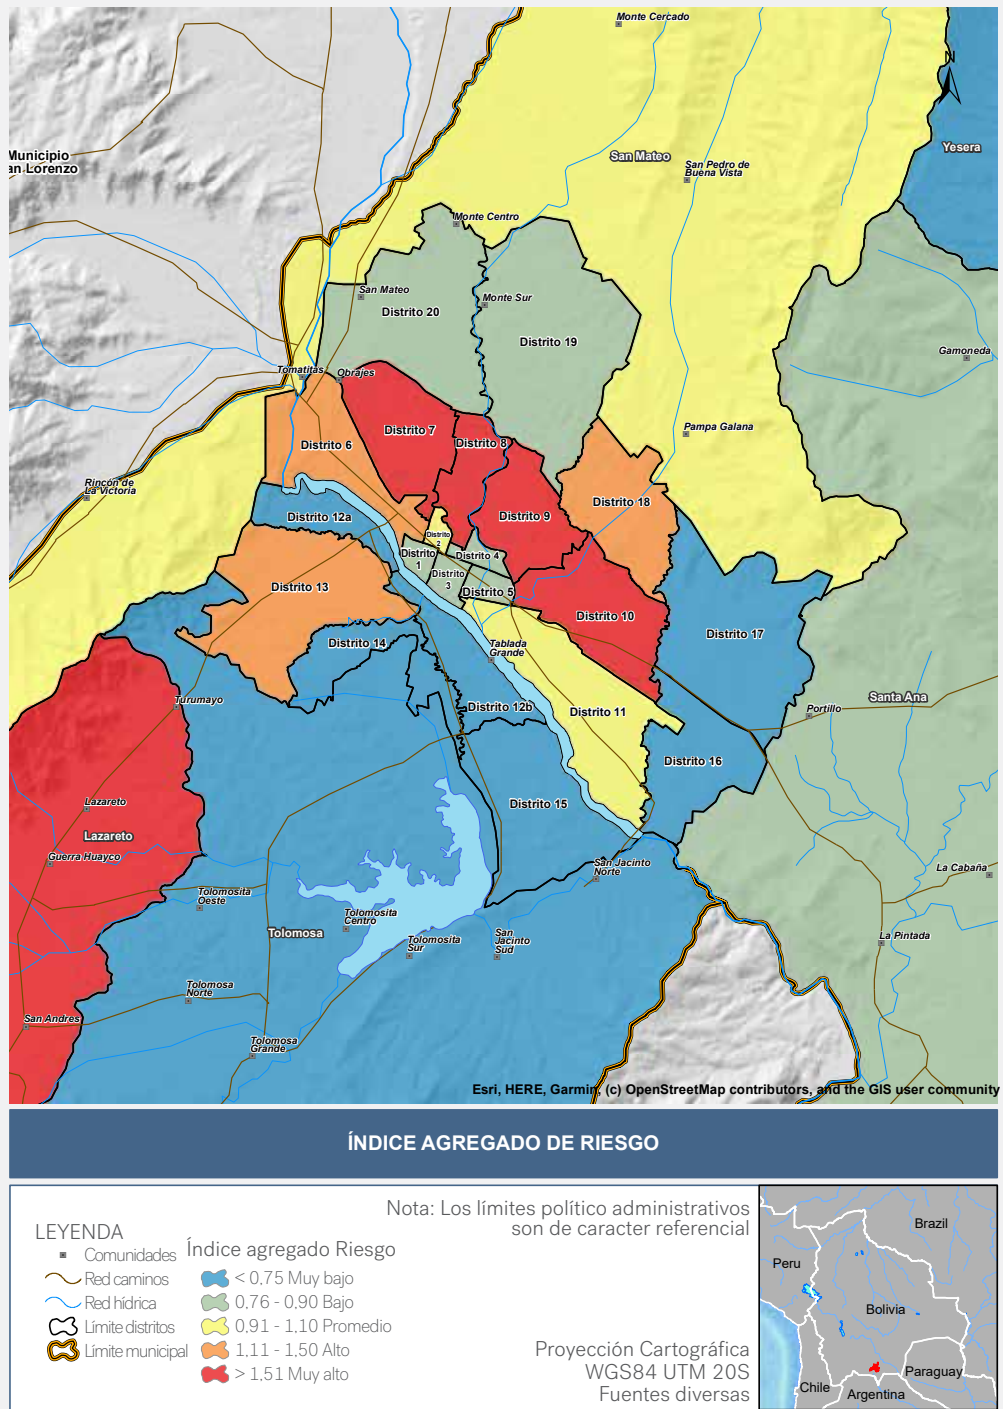 Monte Cercado
N
Municipio
an Lorenzo
San Mateo
San Pedro de
Buena Vista
Yesera
Monte Centro
San Mateo
Distrito 20
Monte Sur
Distrito 19
Gamoneda
Tomatitas
Obrajes
Distrito 7
Distrito 8
Distrito 6
Pampa Galana
Rincón de
La Victoria
Distrito 18
Distrito 12a
Distrito 9
Distrito
2
Distrito
1
Distrito 4
Distrito
3
Distrito 5
Distrito 13
Distrito 10
Distrito 17
Distrito 14
Tablada
Grande
Turumayo
Distrito 12b
Distrito 11
Santa Ana
Portillo
Distrito 16
Lazareto
Distrito 15
Lazareto
Guerra Huayco
San Jacinto
Norte
La Cabaña
Tolomosita
Oeste
Tolomosita
Centro
Tolomosa
Tolomosita
Sur
San
Jacinto
Sud
La Pintada
Tolomosa
Norte
San Andres
Tolomosa
Grande
Esri, HERE, Garmin, (c) OpenStreetMap contributors, and the GIS user community
ÍNDICE AGREGADO DE RIESGO
Nota: Los límites político administrativos
son de caracter referencial
LEYENDA
Comunidades
Red caminos
Red hídrica
Límite distritos
Límite municipal
Índice agregado Riesgo
< 0,75 Muy bajo
0,76 - 0,90 Bajo
0,91 - 1,10 Promedio
1,11 - 1,50 Alto
> 1,51 Muy alto
Proyección Cartográfica
WGS84 UTM 20S
Fuentes diversas
Brazil
Peru
Bolivia
Paraguay
Chile
Argentina